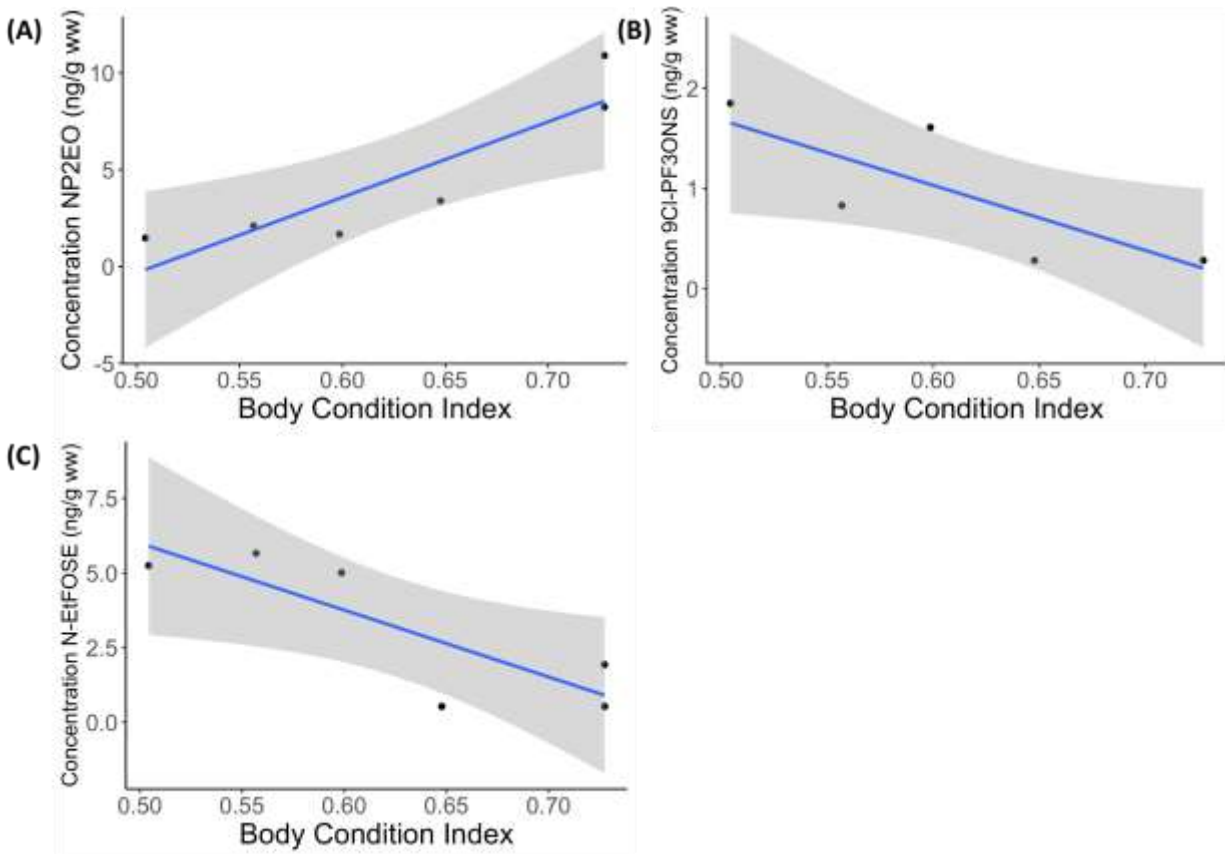 (A)
Concentration NP2EO (ng/g ww)
10
5
0
-5
0.50 0.55 0.60 0.65 0.70
Body Condition Index
(B)
Concentration 9Cl-PF3ONS (ng/g ww)
2
1
0
0.50 0.55 0.60 0.65 0.70
Body Condition Index
(C)
Concentration N-EtFOSE (ng/g ww)
7.5
5.0
2.5
0.0
0.50 0.55 0.60 0.65 0.70
Body Condition Index